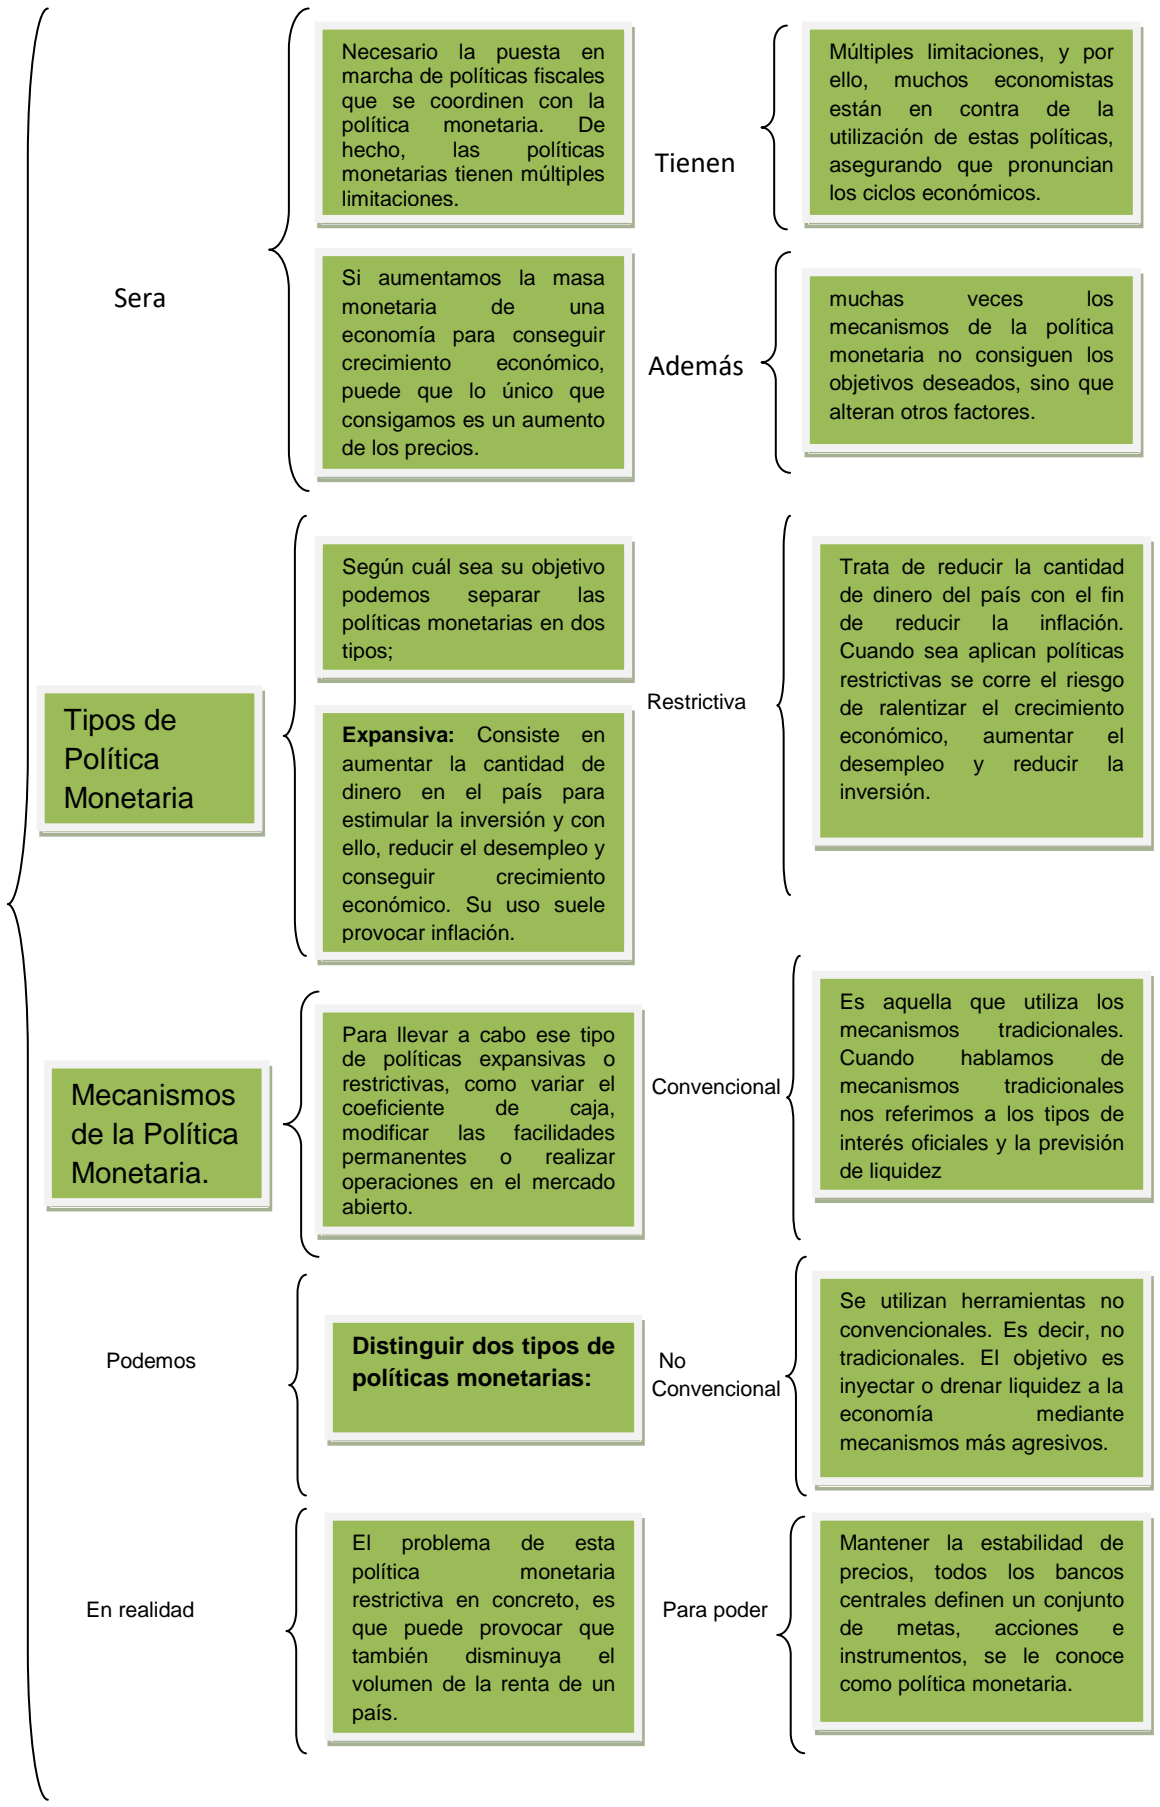 Sera
Necesario la puesta en
marcha de políticas fiscales
que se coordinen con la
política monetaria. De
hecho, las políticas
monetarias tienen múltiples
limitaciones.
Tienen
Múltiples limitaciones, y por
ello, muchos economistas
están en contra de la
utilización de estas políticas,
asegurando que pronuncian
los ciclos económicos.
Si aumentamos la masa
monetaria de una
economía para conseguir
crecimiento económico,
puede que lo único que
consigamos es un aumento
de los precios.
Además
muchas veces los
mecanismos de la política
monetaria no consiguen los
objetivos deseados, sino que
alteran otros factores.
Tipos de
Política
Monetaria
Según cuál sea su objetivo
podemos separar las
políticas monetarias en dos
tipos;
Expansiva: Consiste en
aumentar la cantidad de
dinero en el país para
estimular la inversión y con
ello, reducir el desempleo y
conseguir crecimiento
económico. Su uso suele
provocar inflación.
Restrictiva
Trata de reducir la cantidad
de dinero del país con el fin
de reducir la inflación.
Cuando sea aplican políticas
restrictivas se corre el riesgo
de ralentizar el crecimiento
económico, aumentar el
desempleo y reducir la
inversión.
Mecanismos
de la Política
Monetaria.
Para llevar a cabo ese tipo
de políticas expansivas o
restrictivas, como variar el
coeficiente de caja,
modificar las facilidades
permanentes o realizar
operaciones en el mercado
abierto.
Convencional
Es aquella que utiliza los
mecanismos tradicionales.
Cuando hablamos de
mecanismos tradicionales
nos referimos a los tipos de
interés oficiales y la previsión
de liquidez
Podemos
Distinguir dos tipos de
políticas monetarias:
No
Convencional
Se utilizan herramientas no
convencionales. Es decir, no
tradicionales. El objetivo es
inyectar o drenar liquidez a la
economía mediante
mecanismos más agresivos.
En realidad
El problema de esta
política monetaria
restrictiva en concreto, es
que puede provocar que
también disminuya el
volumen de la renta de un
país.
Para poder
Mantener la estabilidad de
precios, todos los bancos
centrales definen un conjunto
de metas, acciones e
instrumentos, se le conoce
como política monetaria.